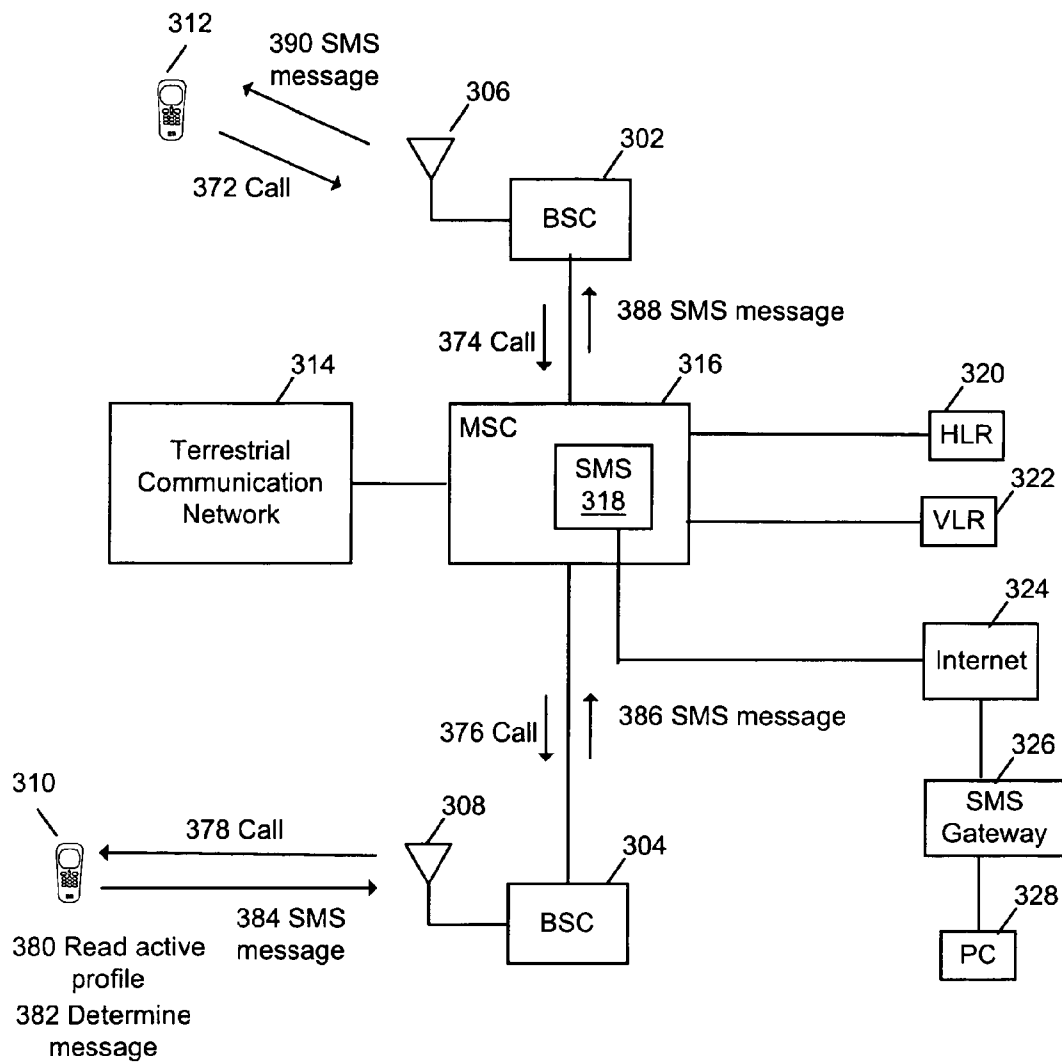 312
390 SMS
message
306
302
372 Call
BSC
374 Call
388 SMS message
314
316
320
Terrestrial
Communication
Network
MSC
SMS
318
HLR
322
VLR
324
Internet
376 Call
386 SMS message
326
310
378 Call
308
SMS
Gateway
304
384 SMS
message
BSC
328
PC
380 Read active
profile
382 Determine
message